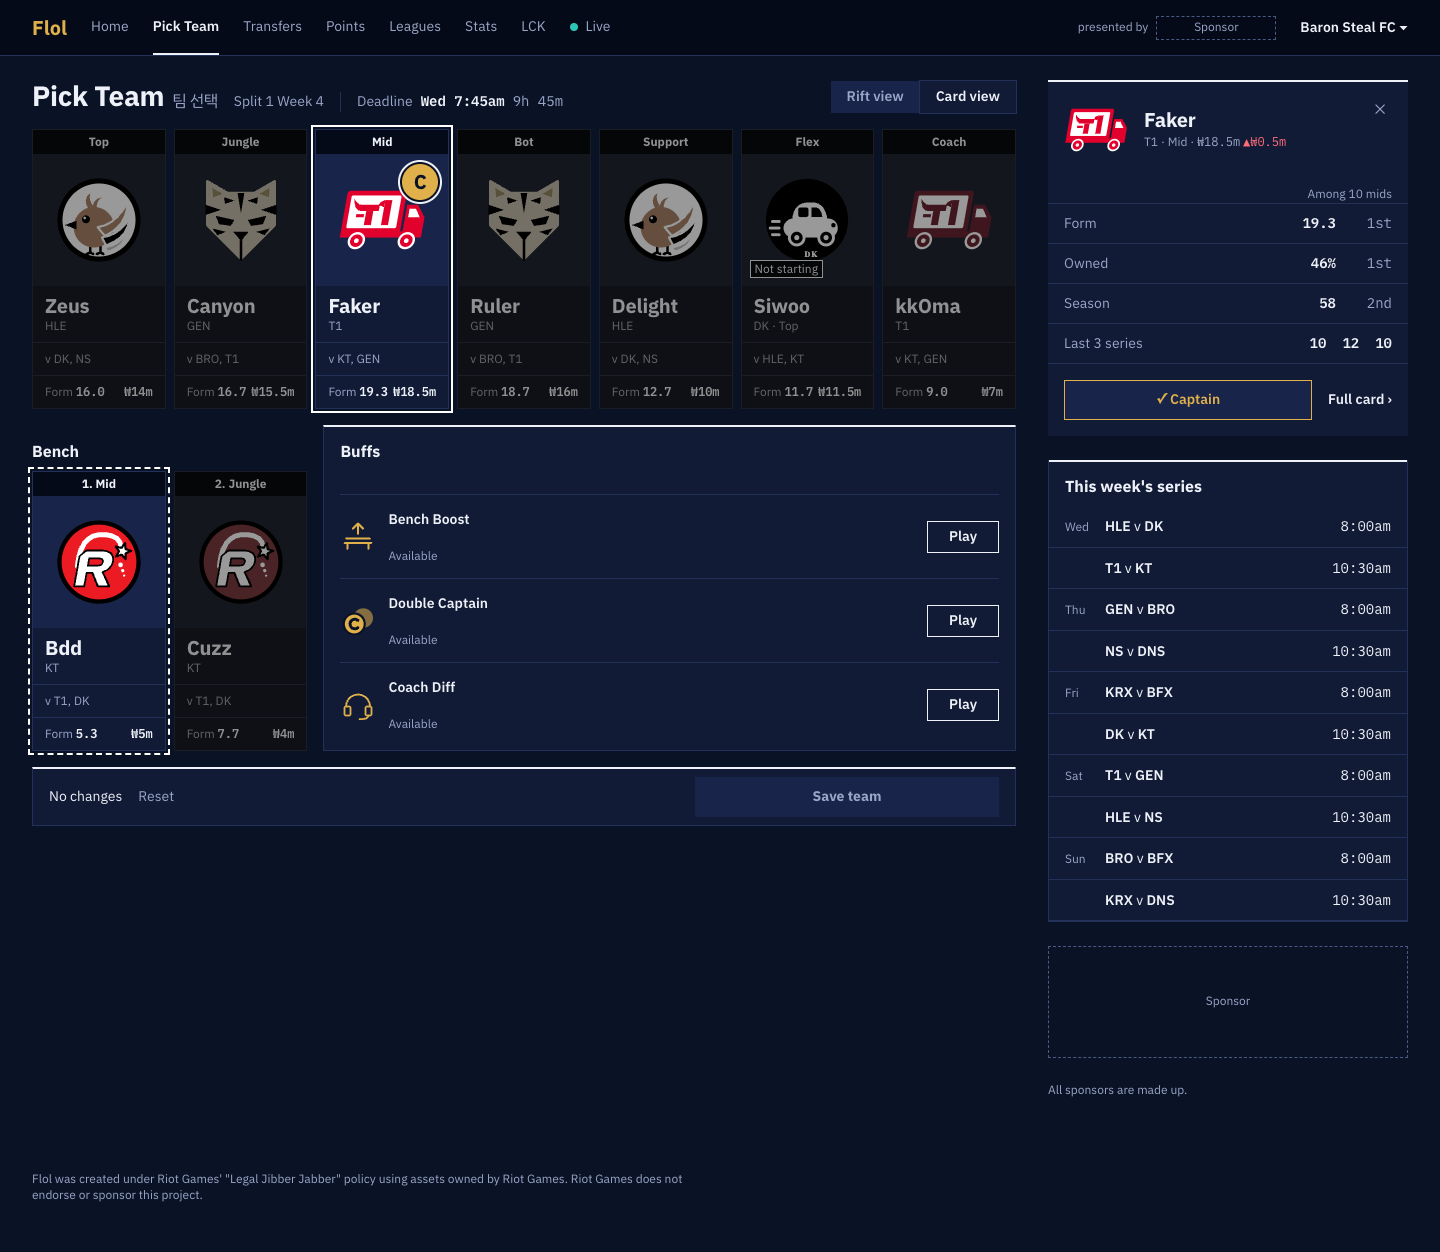 Flol Home Pick Team Transfers Points Leagues Stats LCK Live presented by Sponsor Baron Steal FC
Pick Team 팀 선택 Split 1 Week 4 Deadline Wed 7:45am 9h 45m Rift view Card view
Top Jungle Mid Bot Support Flex Coach
C
T1 T1
DK
Not starting
Zeus Canyon Faker Ruler Delight Siwoo kkOma
HLE GEN T1 GEN HLE DK · Top T1
v DK, NS v BRO, T1 v KT, GEN v BRO, T1 v DK, NS v HLE, KT v KT, GEN
Form 16.0 ₩14m Form 16.7 ₩15.5m Form 19.3 ₩18.5m Form 18.7 ₩16m Form 12.7 ₩10m Form 11.7 ₩11.5m Form 9.0 ₩7m
Bench
1. Mid 2. Jungle
R R
Bdd Cuzz
KT KT
v T1, DK v T1, DK
Form 5.3 ₩5m Form 7.7 ₩4m
Buffs
Bench Boost
Available
Play
Double Captain
Available
Play
C
Coach Diff
Available
Play
No changes Reset Save team
T1
Faker
T1 · Mid · ₩18.5m ▲₩0.5m
Among 10 mids
Form 19.3 1st
Owned 46% 1st
Season 58 2nd
Last 3 series 10 12 10
✓ Captain Full card ›
This week's series
Wed HLE v DK 8:00am
T1 v KT 10:30am
Thu GEN v BRO 8:00am
NS v DNS 10:30am
Fri KRX v BFX 8:00am
DK v KT 10:30am
Sat T1 v GEN 8:00am
HLE v NS 10:30am
Sun BRO v BFX 8:00am
KRX v DNS 10:30am
Sponsor
All sponsors are made up.
Flol was created under Riot Games' "Legal Jibber Jabber" policy using assets owned by Riot Games. Riot Games does not
endorse or sponsor this project.